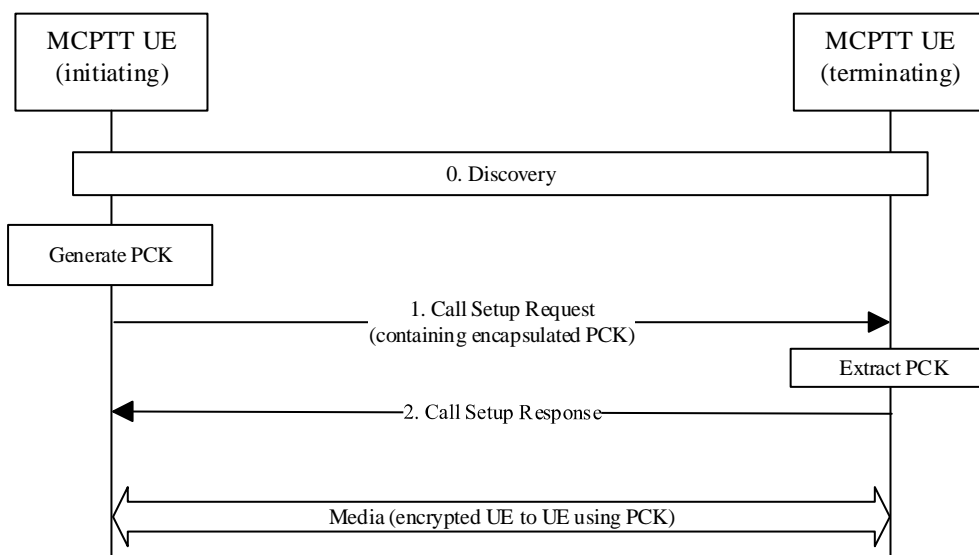 MCPTT UE
(initiating)
MCPTT UE
(terminating)
0. Discovery
Generate PCK
1. Call Setup Request
(containing encapsulated PCK)
Extract PCK
2. Call Setup Response
Media (encrypted UE to UE using PCK)